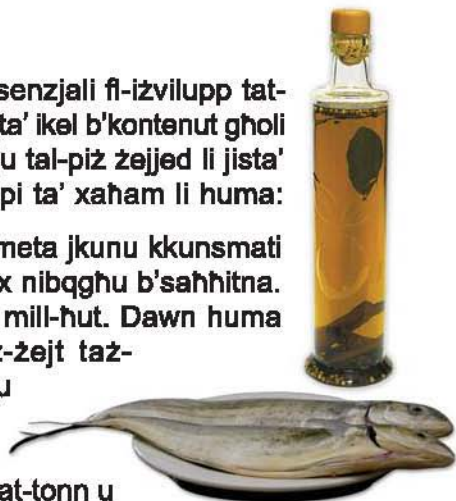 senzjali fl-iżvilupp tat-
ta' ikel b'kontenut għoli
u tal-piż żejjed li jista'
pi ta' xaħam li huma:
meta jkunu kkunsmati
x nibqgħu b'saħħitna.
mill-ħut. Dawn huma
ż-żejt taż-
u
at-tonn u